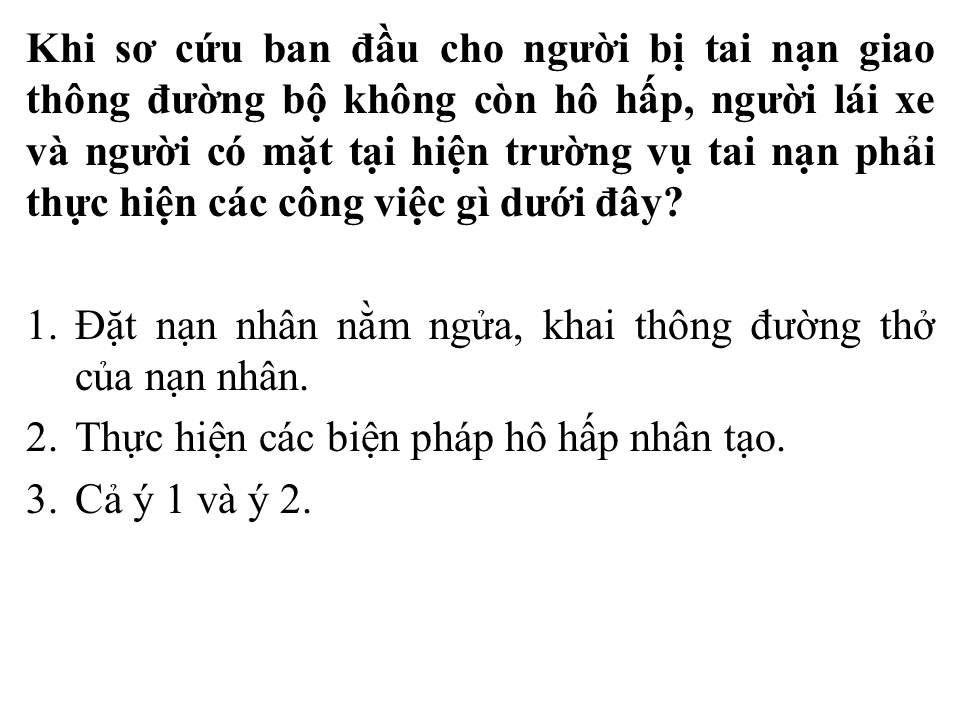 Khi sơ cứu ban đầu cho người bị tai nạn giao
thông đường bộ không còn hô hấp, người lái xe
và người có mặt tại hiện trường vụ tai nạn phải
thực hiện các công việc gì dưới đây?
1. Đặt nạn nhân nằm ngửa, khai thông đường thở
của nạn nhân.
2. Thực hiện các biện pháp hô hấp nhân tạo.
3. Cả ý 1 và ý 2.